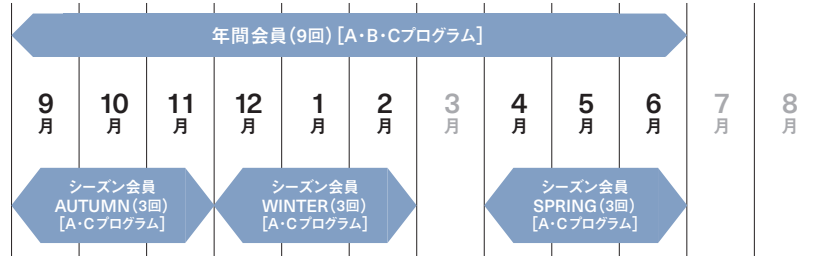 年間会員(9回)[A・B・Cプログラム]
9 10 11 12 1 2 3 4 5 6 7 8
月 月 月 月 月 月 月 月 月 月 月 月
シーズン会員
AUTUMN(3回)
[A・Cプログラム]
シーズン会員
WINTER(3回)
[A・Cプログラム]
シーズン会員
SPRING(3回)
[A・Cプログラム]